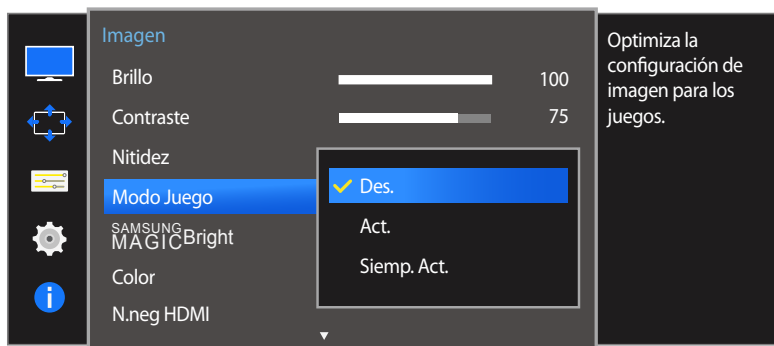 Imagen
Brillo 100
Contraste 75
Nitidez
Modo Juego
SAMSUNG
MAGICBright
Color
N.neg HDMI
Des.
Act.
Siemp. Act.
Optimiza la
configuración de
imagen para los
juegos.